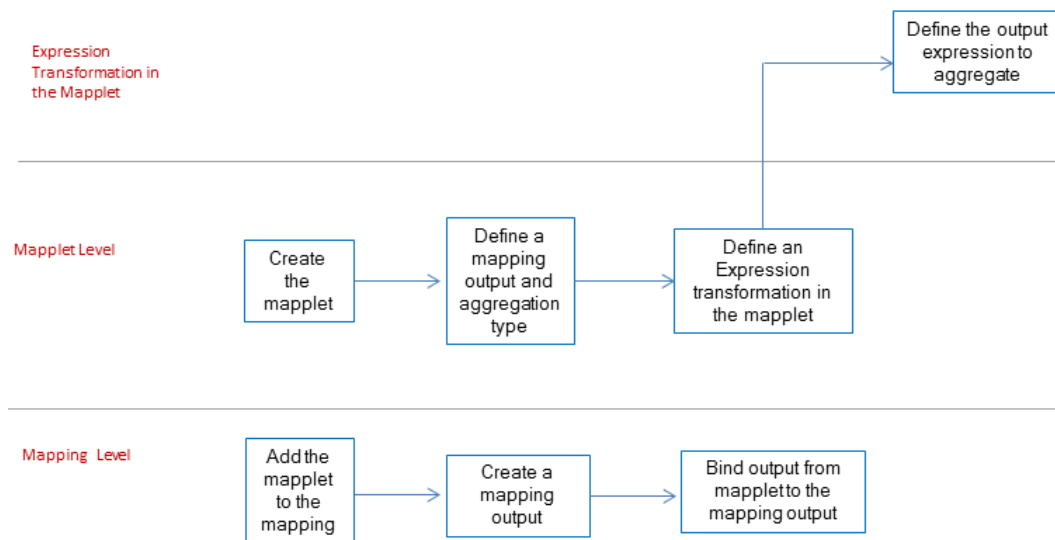 Expression
Transformation in
the Mapplet
Define the output
expression to
aggregate
Mapplet Level
Create
the
mapplet
Define a
mapping
output and
aggregation
type
Define an
Expression
transformation in
the mapplet
Mapping Level
Add the
mapplet
to the
mapping
Create a
mapping
output
Bind output from
mapplet to the
mapping output